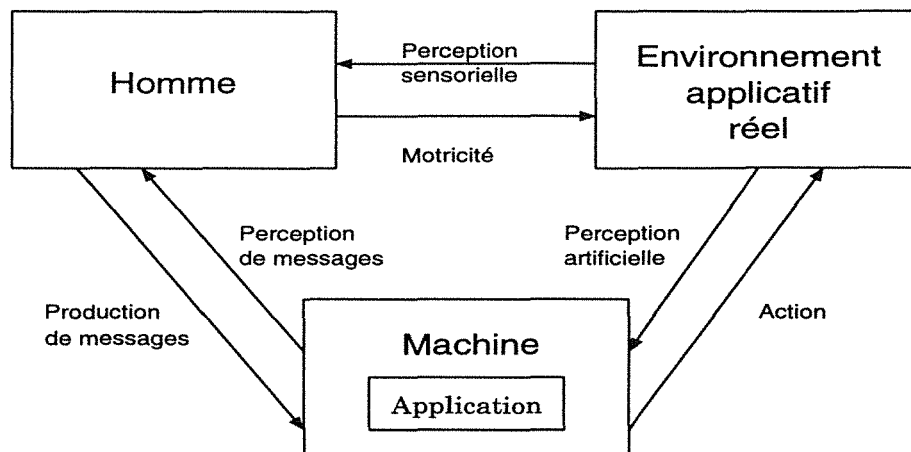 Homme
Perception
sensorielle
Environnement
applicatif
réel
Motricité
Perception
de messages
Perception
artificielle
Production
de messages
Action
Machine
Application